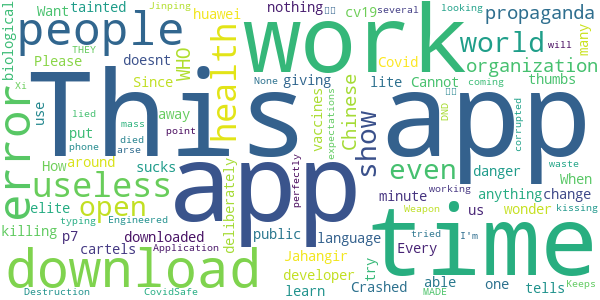 biological Want tainted Jinping nothing huawei cv19 propaganda
people work
Please doesnt WHO Covid world several
Since giving lite Cannot organization many will
error use This app health Chinese vaccines show thumbs
Xi How put away None DND coming
THEY
lied mass point around expectations
phone died arse perfectly even danger corrupted looking
useless app minute anything change waste
elite open sucks us When wonder kissing
typing Engineered deliberately working
killing p7 downloaded public language Every time
cartels Application Weapon tried I'm
download Jahangir try able one
developer Crashed tells
Destruction CovidSafe learn MADE Keeps